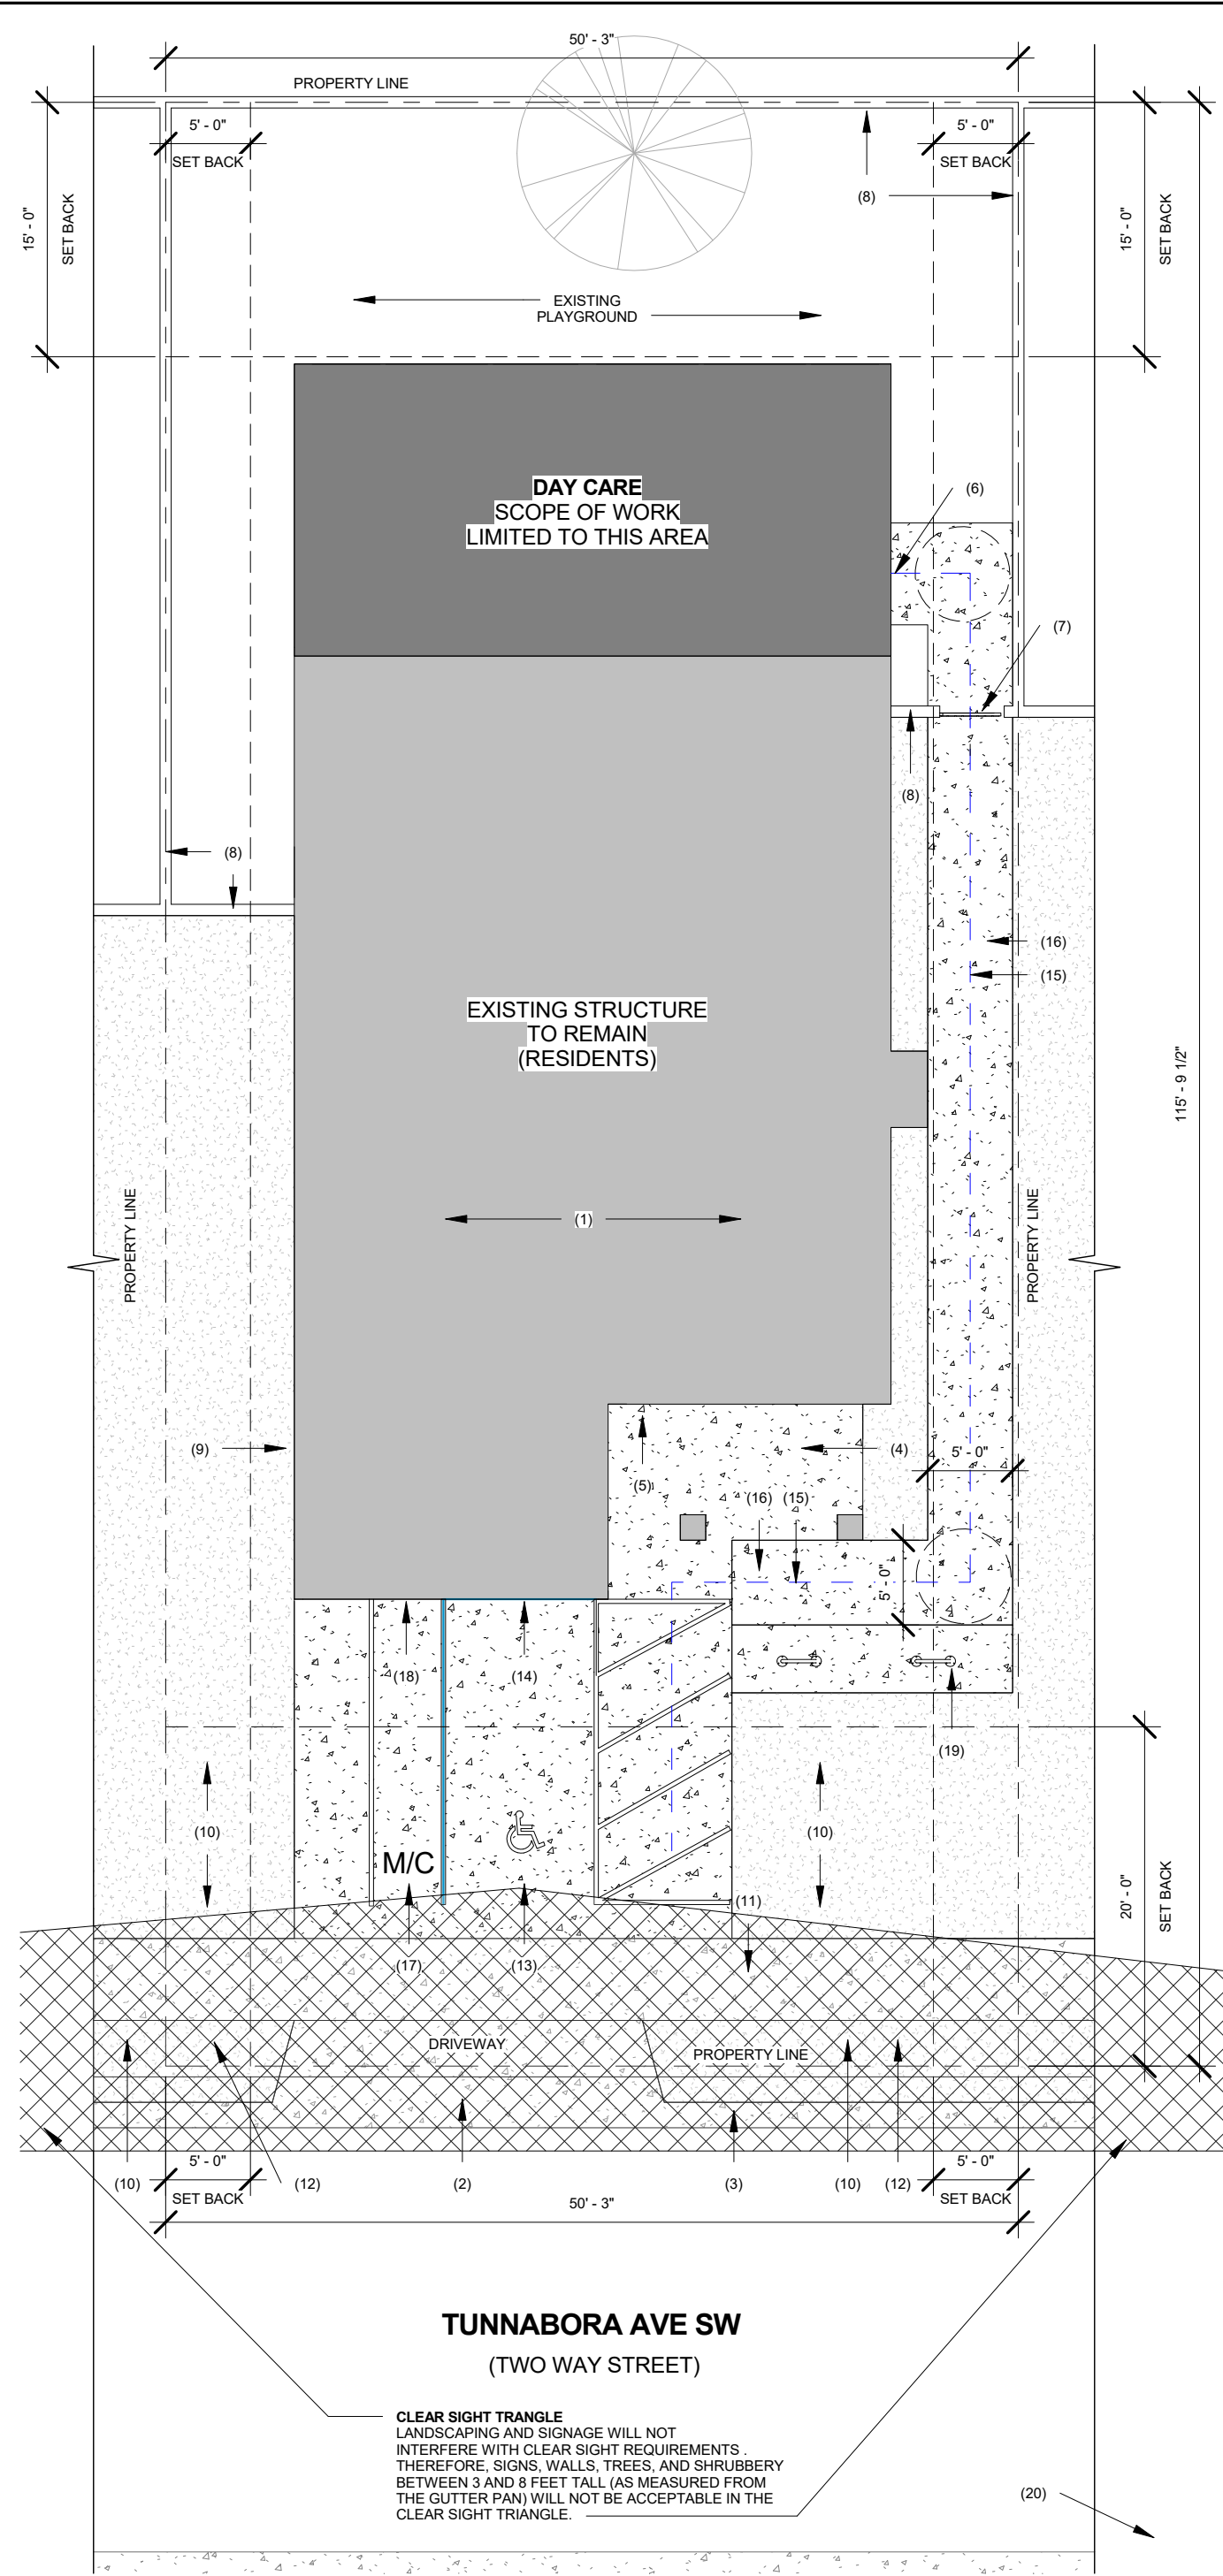 50' - 3"
PROPERTY LINE
5' - 0"
SET BACK
5' - 0"
SET BACK
(8)
15' - 0"
SET BACK
15' - 0"
SET BACK
EXISTING
PLAYGROUND
DAY CARE
SCOPE OF WORK
LIMITED TO THIS AREA
(6)
(7)
(8)
(8)
(16)
(15)
EXISTING STRUCTURE
TO REMAIN
(RESIDENTS)
115' - 9 1/2"
PROPERTY LINE
(1)
PROPERTY LINE
(9)
(4)
5' - 0"
(5)
(16)
(15)
5' - 0"
(18)
(14)
(19)
(10)
(10)
M/C
(11)
20' - 0"
SET BACK
(17)
(13)
DRIVEWAY
PROPERTY LINE
5' - 0"
SET BACK
(10)
(12)
(2)
(3)
(10)
(12)
5' - 0"
SET BACK
50' - 3"
TUNNABORA AVE SW
(TWO WAY STREET)
CLEAR SIGHT TRANGLE
LANDSCAPING AND SIGNAGE WILL NOT
INTERFERE WITH CLEAR SIGHT REQUIREMENTS .
THEREFORE, SIGNS, WALLS, TREES, AND SHRUBBERY
BETWEEN 3 AND 8 FEET TALL (AS MEASURED FROM
THE GUTTER PAN) WILL NOT BE ACCEPTABLE IN THE
CLEAR SIGHT TRIANGLE.
(20)